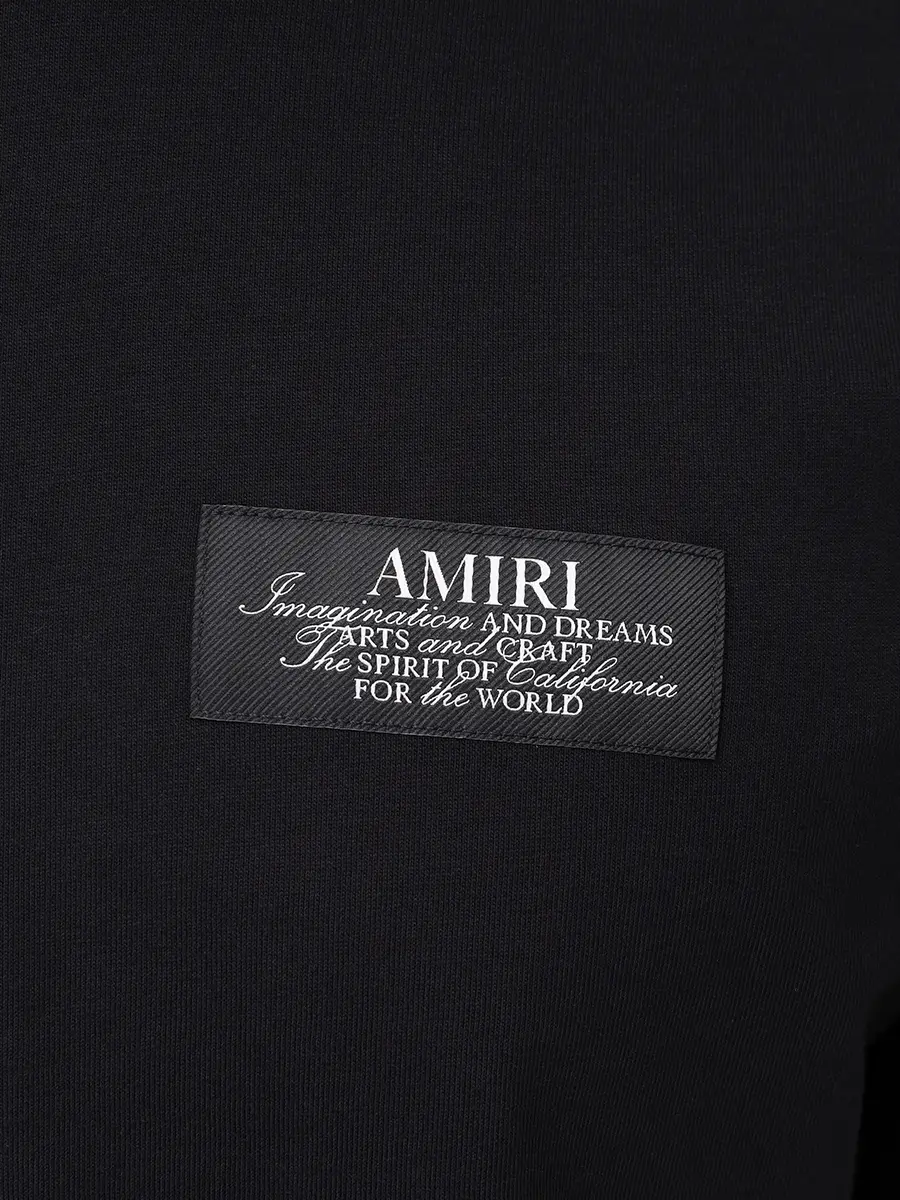 AMIRI
Imagination AND DREAMS
ARTS and CRAFT
The SPIRIT OF California
FOR the WORLD